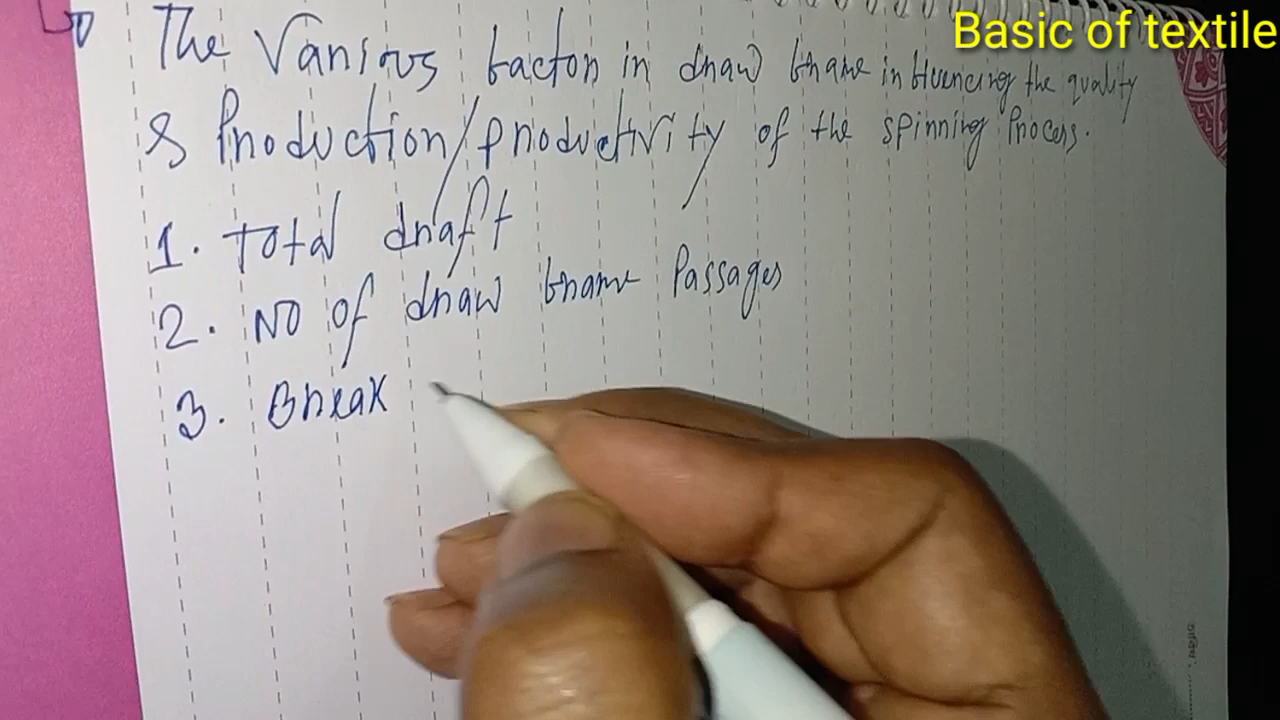 Basic of textile
The Various factor in draw frame influencing the quality
& Production/productivity of the spinning Process.
1. Total draft
2. NO of draw frame Passages
3. Break